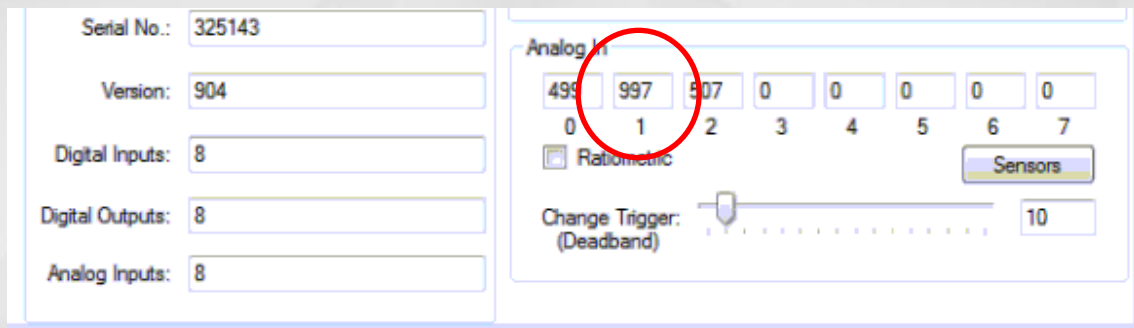 Serial No.: 325143
Version: 904
Digital Inputs: 8
Digital Outputs: 8
Analog Inputs: 8
Analog In
499 997 507 0 0 0 0 0
0 1 2 3 4 5 6 7
Ratiometric
Sensors
Change Trigger: 10
(Deadband)